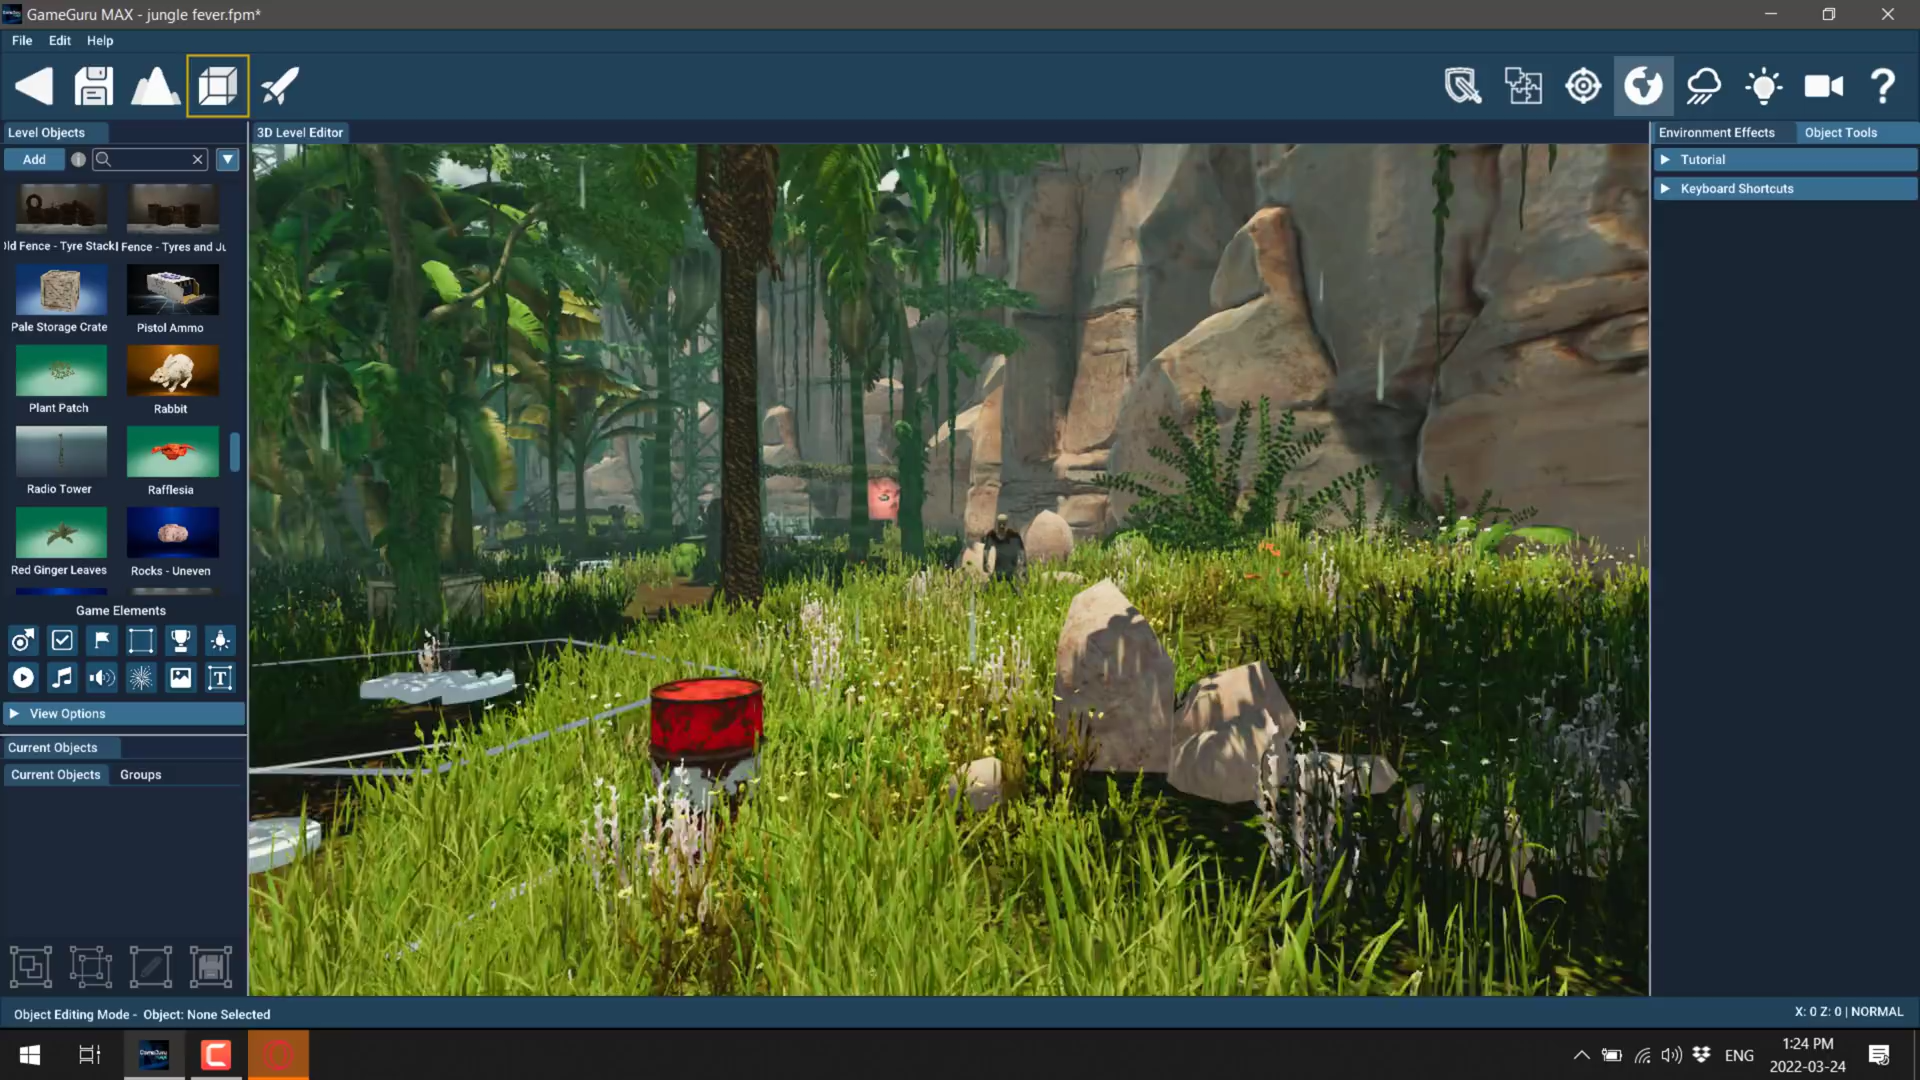 GameGuru MAX - jungle fever.fpm*
File Edit Help
Level Objects
3D Level Editor
Environment Effects Object Tools
Add
Tutorial
Keyboard Shortcuts
ld Fence - Tyre Stack
Fence - Tyres and Ju
Pale Storage Crate
Pistol Ammo
Plant Patch
Rabbit
Radio Tower
Rafflesia
Red Ginger Leaves
Rocks - Uneven
Game Elements
View Options
Current Objects
Current Objects Groups
Object Editing Mode - Object: None Selected
X: 0 Z: 0 | NORMAL
ENG
1:24 PM
2022-03-24